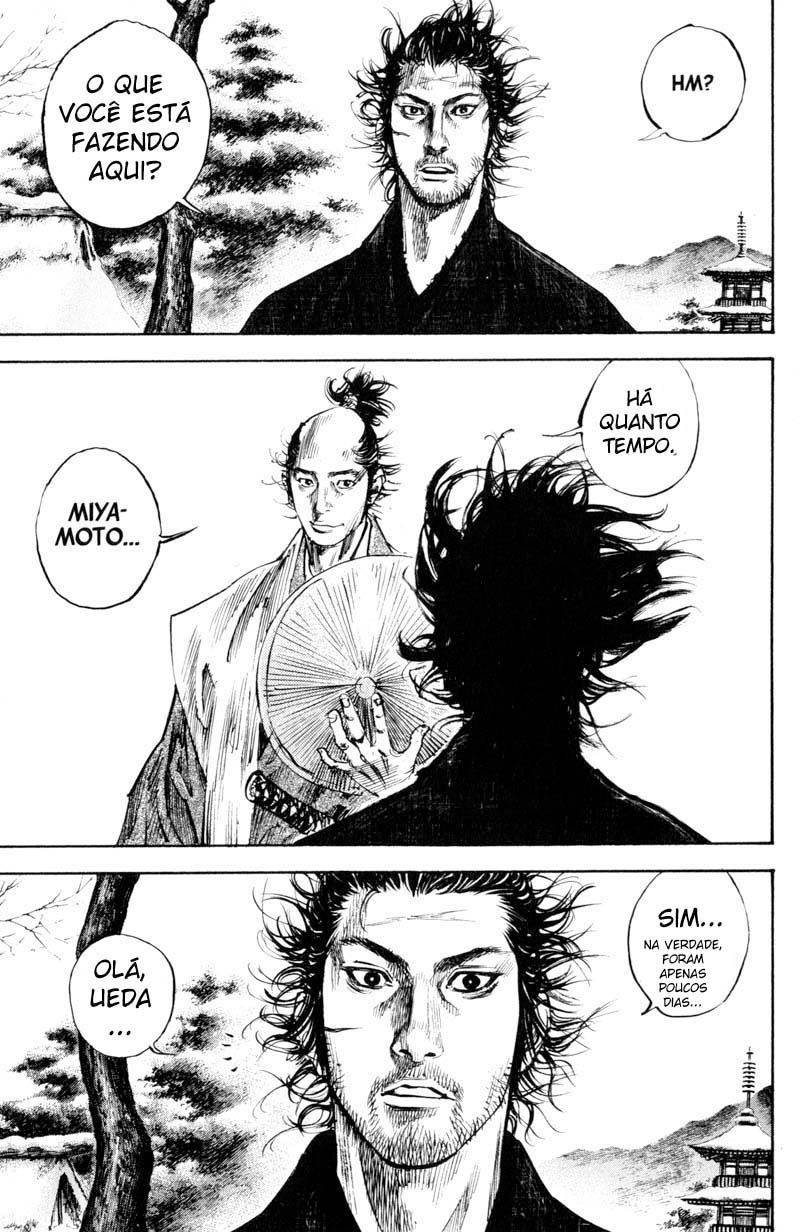 HM?
O QUE
VOCÊ ESTÁ
FAZENDO
AQUI?
HÁ
QUANTO
TEMPO.
MIYA-
MOTO...
SIM...
NA VERDADE,
FORAM
APENAS
POUCOS
DIAS...
OLÁ,
UEDA
...